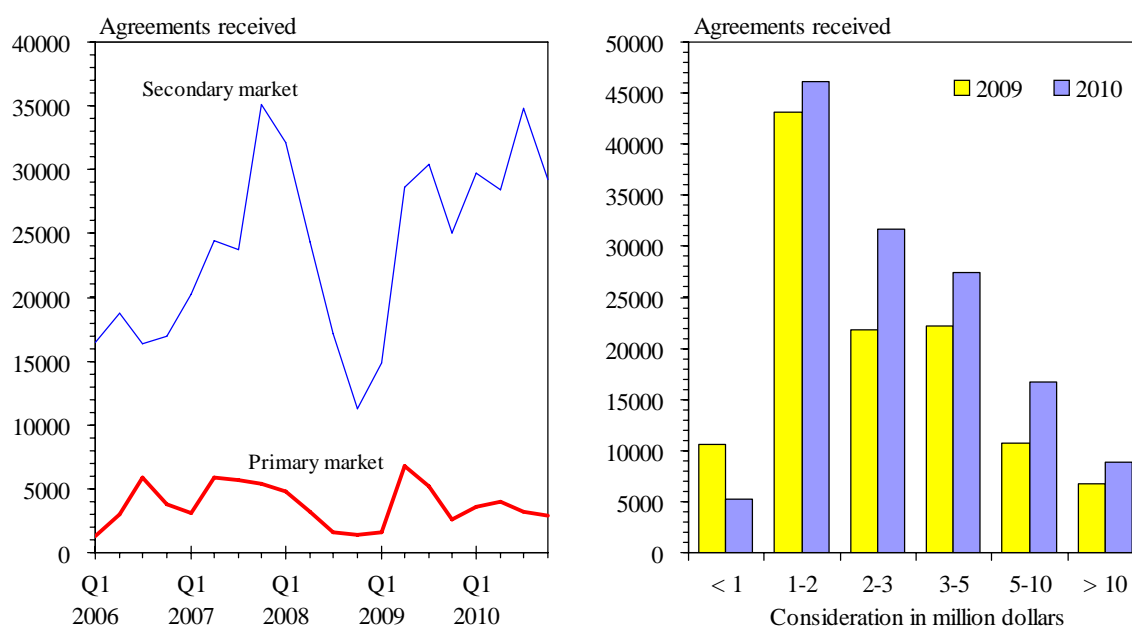 Agreements received
40000
35000
30000
25000
20000
15000
10000
5000
0
Secondary market
Primary market
Q1 Q1 Q1 Q1 Q1
2006 2007 2008 2009 2010
Agreements received
50000
45000
40000
35000
30000
25000
20000
15000
10000
5000
0
2009 2010
< 1 1-2 2-3 3-5 5-10 > 10
Consideration in million dollars